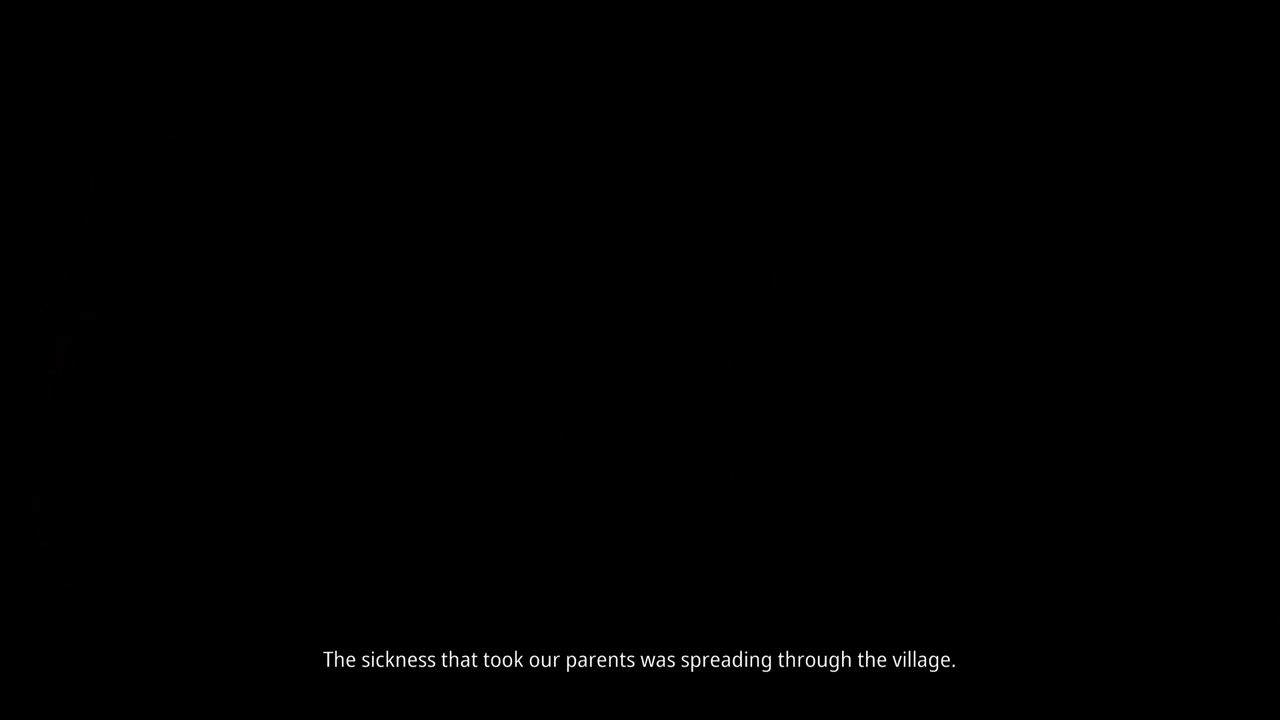 The sickness that took our parents was spreading through the village.